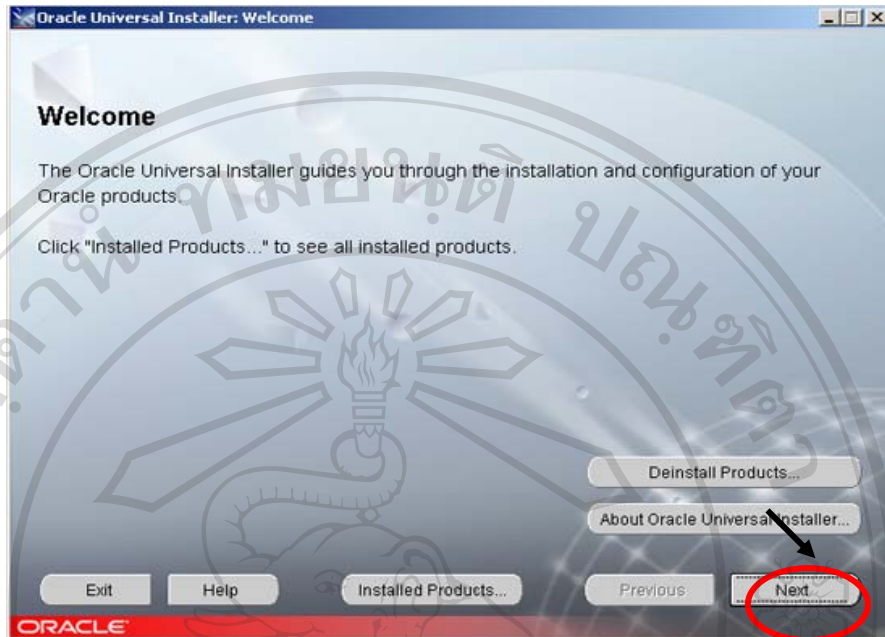 Oracle Universal Installer: Welcome
Welcome
The Oracle Universal Installer guides you through the installation and configuration of your
Oracle products.
Click "Installed Products..." to see all installed products.
Deinstall Products...
About Oracle Universal Installer...
Exit
Help
Installed Products...
Previous
Next
ORACLE